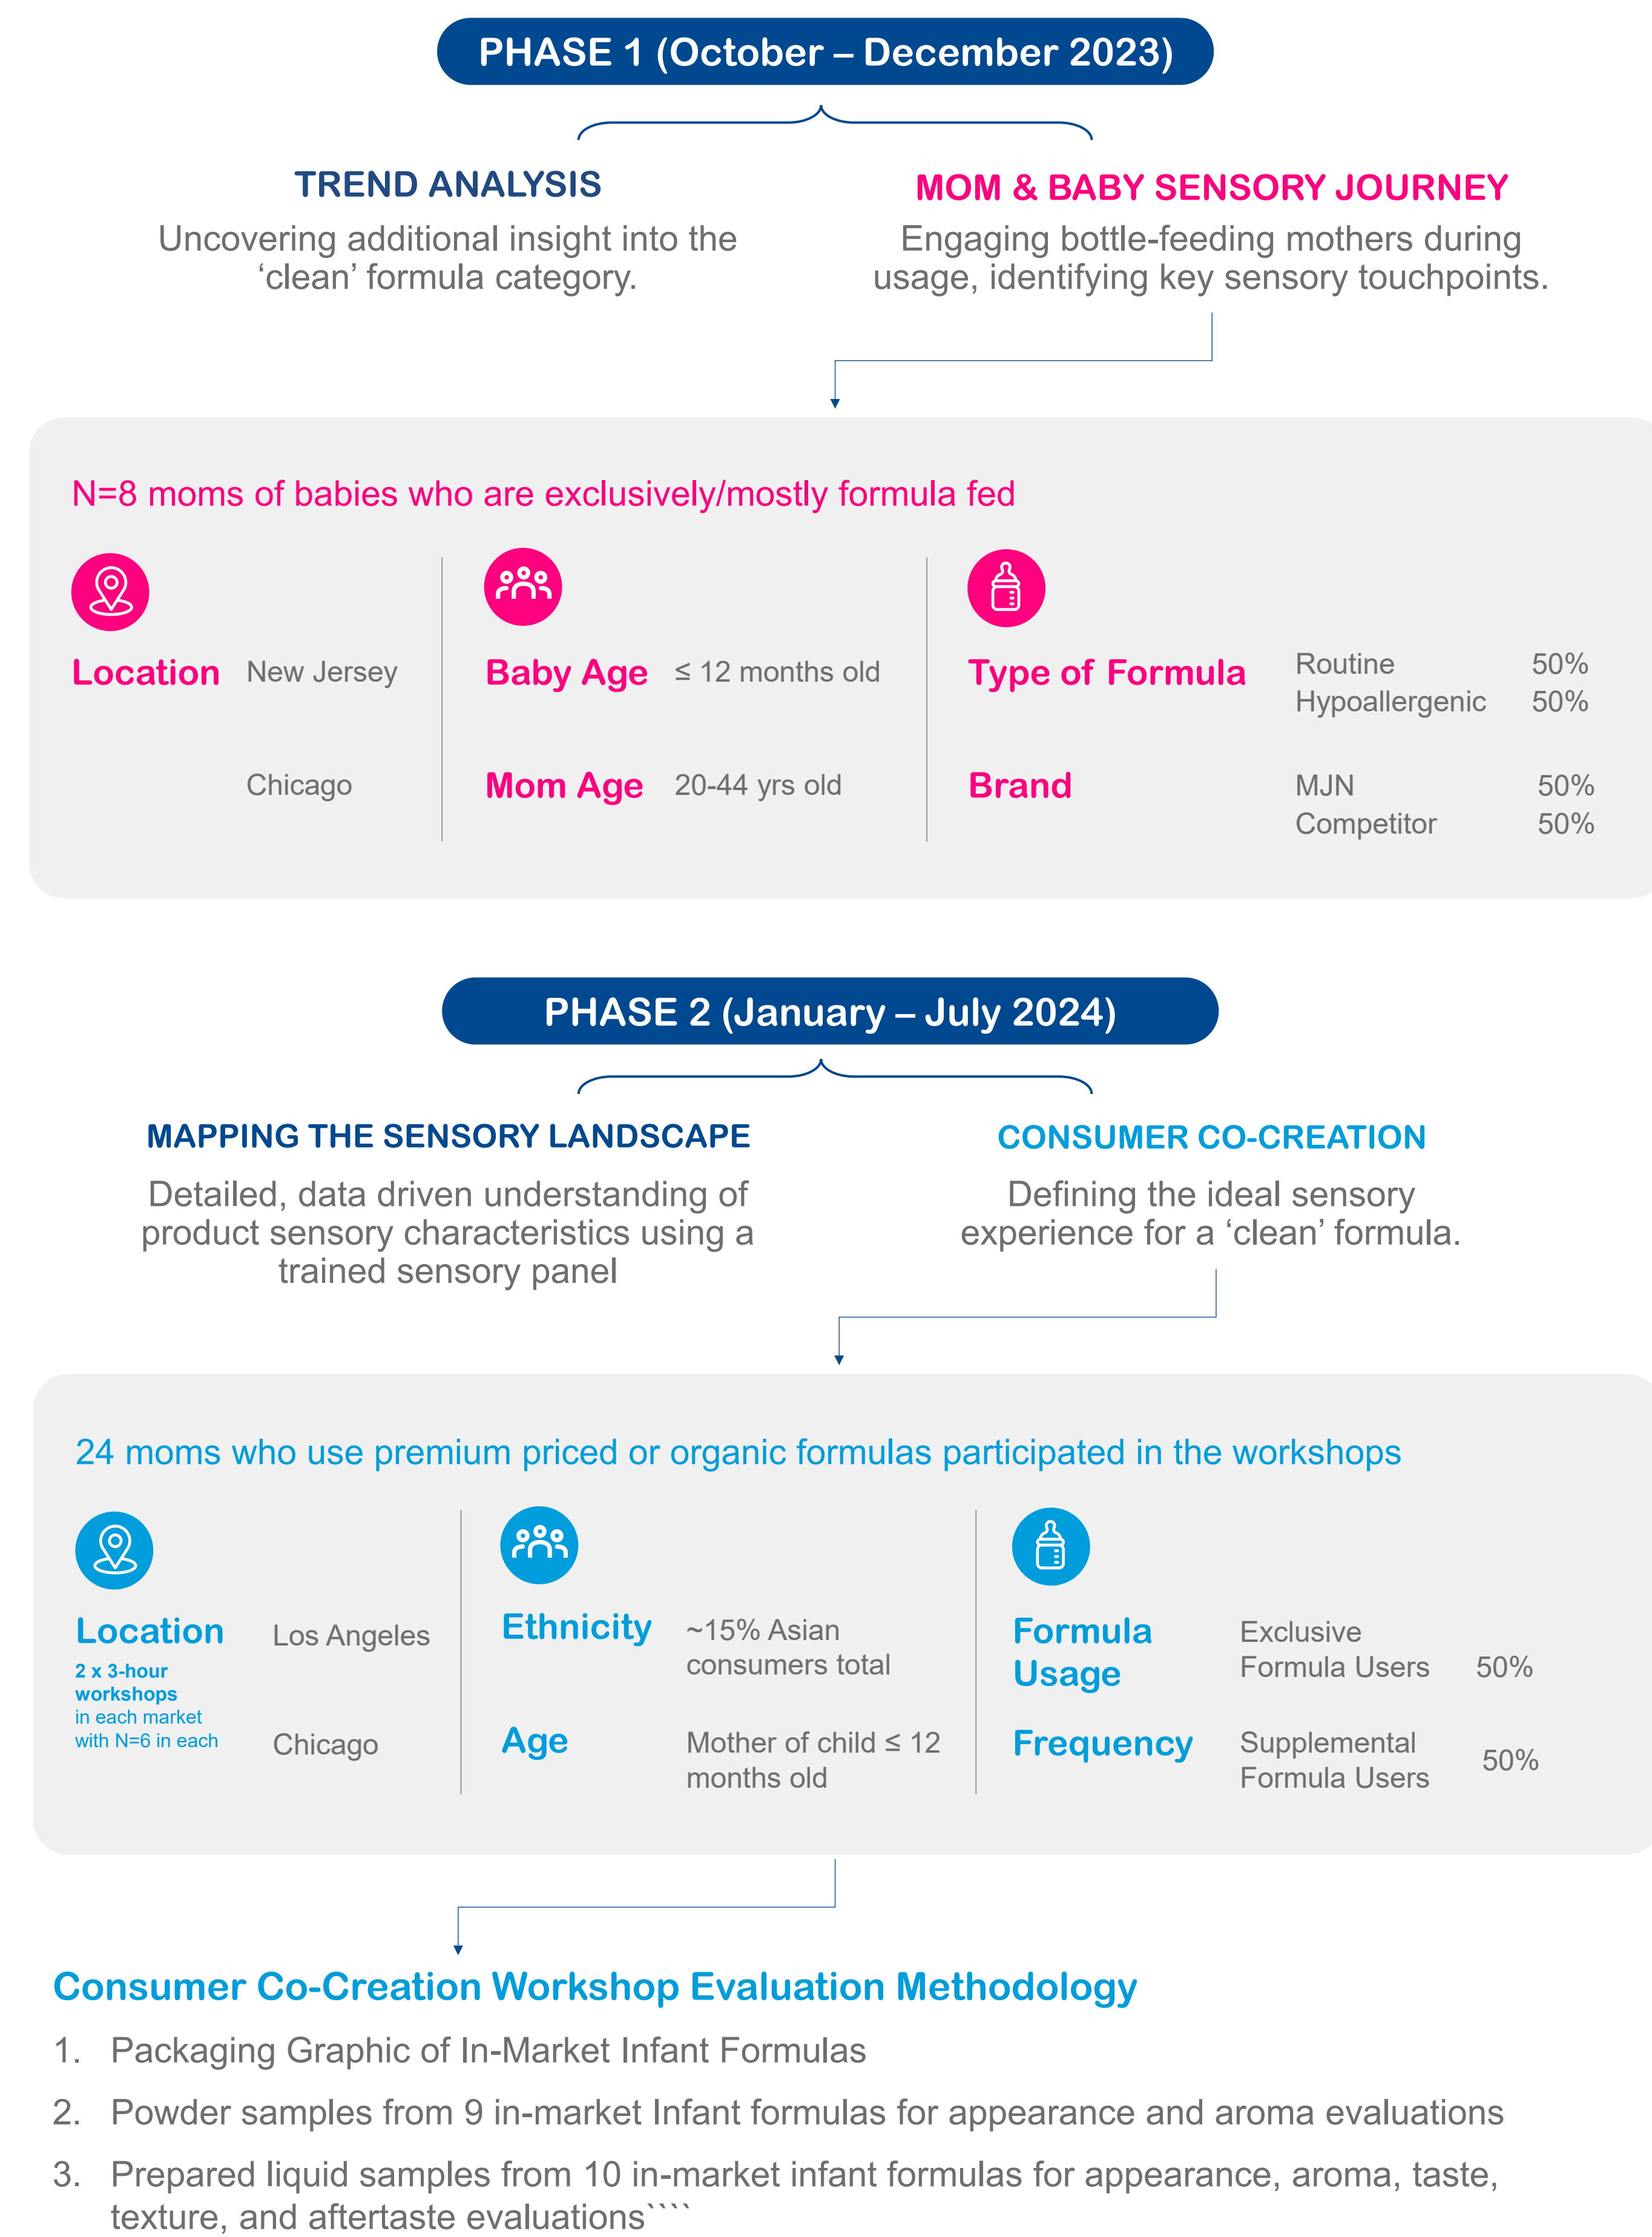 PHASE 1 (October – December 2023)
TREND ANALYSIS
Uncovering additional insight into the
‘clean’ formula category.
MOM & BABY SENSORY JOURNEY
Engaging bottle-feeding mothers during
usage, identifying key sensory touchpoints.
N=8 moms of babies who are exclusively/mostly formula fed
Location New Jersey
Chicago
Baby Age ≤ 12 months old
Mom Age 20-44 yrs old
Type of Formula Routine 50%
Hypoallergenic 50%
Brand MJN 50%
Competitor 50%
PHASE 2 (January – July 2024)
MAPPING THE SENSORY LANDSCAPE
Detailed, data driven understanding of
product sensory characteristics using a
trained sensory panel
CONSUMER CO-CREATION
Defining the ideal sensory
experience for a ‘clean’ formula.
24 moms who use premium priced or organic formulas participated in the workshops
Location Los Angeles
2 x 3-hour
workshops
in each market
with N=6 in each
Chicago
Ethnicity ~15% Asian
consumers total
Age Mother of child ≤ 12
months old
Formula
Usage
Exclusive
Formula Users 50%
Frequency Supplemental
Formula Users 50%
Consumer Co-Creation Workshop Evaluation Methodology
1. Packaging Graphic of In-Market Infant Formulas
2. Powder samples from 9 in-market Infant formulas for appearance and aroma evaluations
3. Prepared liquid samples from 10 in-market infant formulas for appearance, aroma, taste,
texture, and aftertaste evaluations````